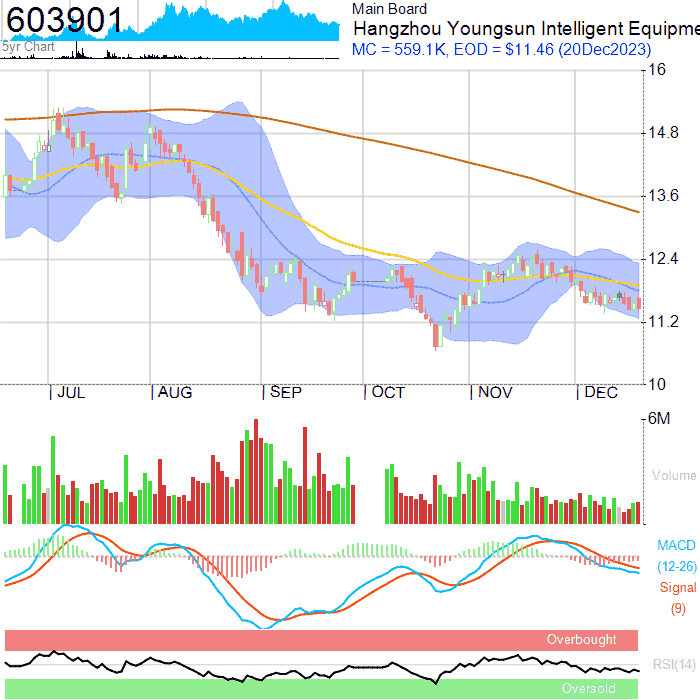 603901
5yr Chart
Main Board
Hangzhou Youngsun Intelligent Equipme
MC = 559.1K, EOD = $11.46 (20Dec2023)
16
14.8
13.6
12.4
11.2
10
JUL AUG SEP OCT NOV DEC
6M
Volume
MACD
(12-26)
Signal
(9)
Overbought
RSI(14)
Oversold